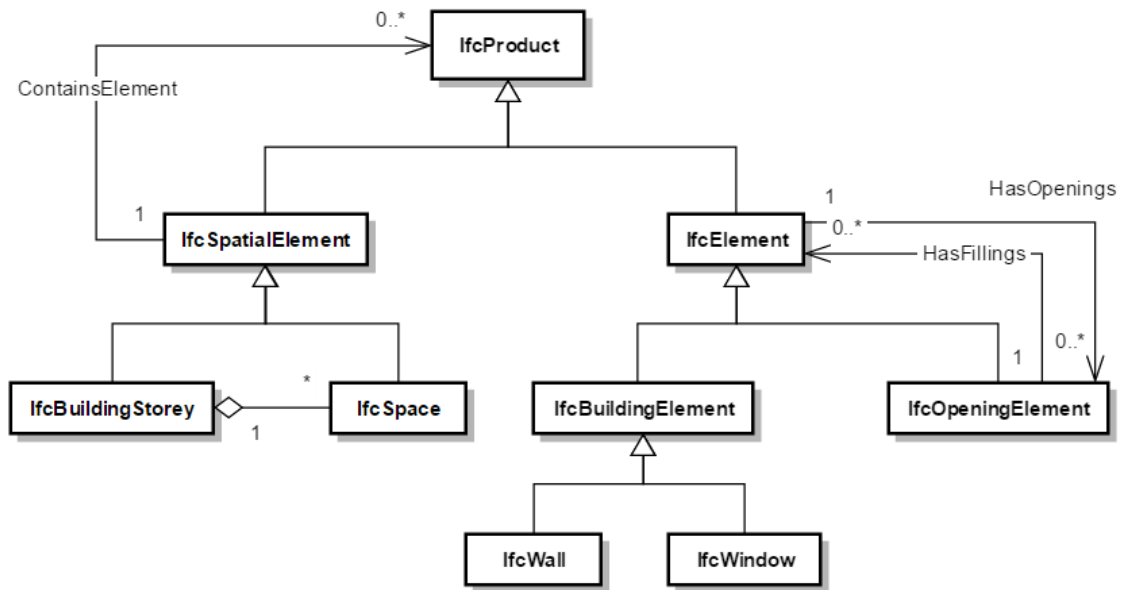 0..*
IfcProduct
ContainsElement
1
IfcSpatialElement
IfcElement
1
HasOpenings
0..*
HasFillings
IfcBuildingStorey
1
*
IfcSpace
IfcBuildingElement
1
0..*
IfcOpeningElement
IfcWall
IfcWindow